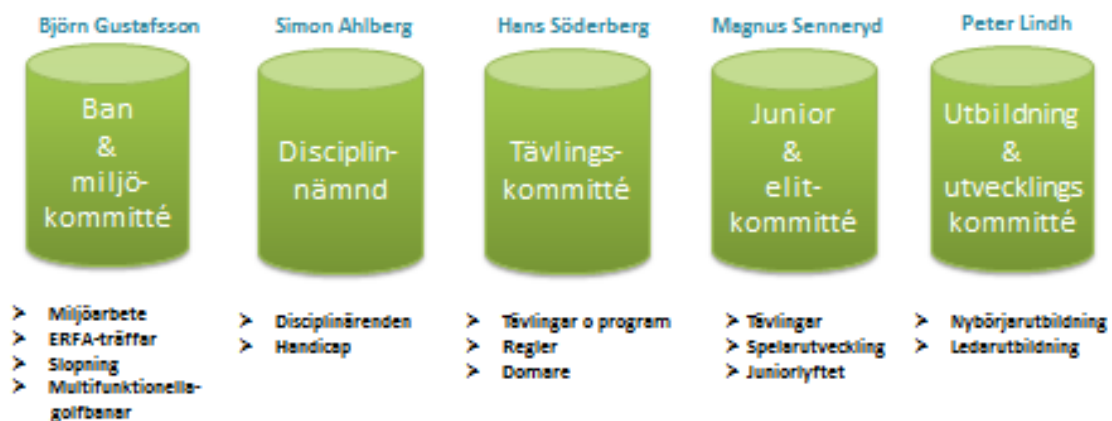 Björn Gustafsson
Ban
&
miljö-
kommitté
➤ Miljöarbete
➤ ERFA-träffar
➤ Slopning
➤ Multifunktionella-
golfbanar
Simon Ahlberg
Disciplin-
nämnd
➤ Disciplinärenden
➤ Handicap
Hans Söderberg
Tävlings-
kommitté
➤ Tävlingar o program
➤ Regler
➤ Domare
Magnus Senneryd
Junior
&
elit-
kommitté
➤ Tävlingar
➤ Spelarutveckling
➤ Juniorlyftet
Peter Lindh
Utbildning
&
utvecklings
kommitté
➤ Nybörjarutbildning
➤ Ledarutbildning